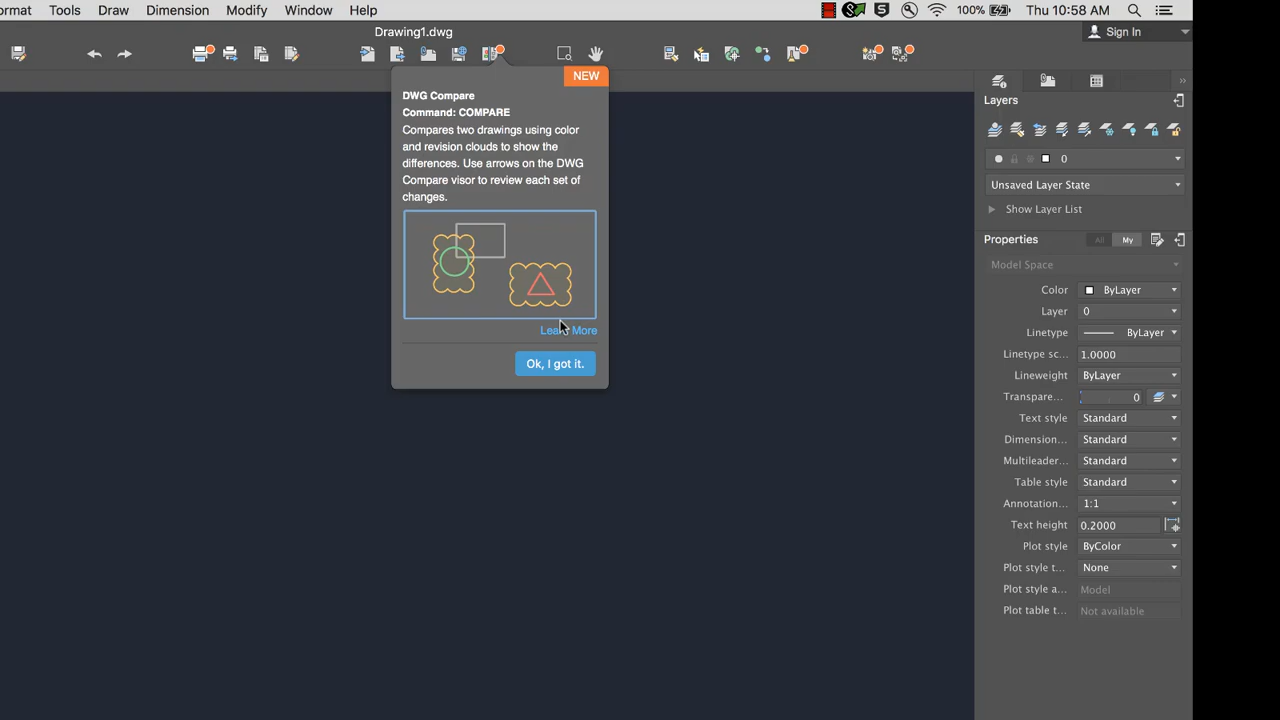 ormat Tools Draw Dimension Modify Window Help 100% Thu 10:58 AM
Drawing1.dwg Sign In
NEW
DWG Compare
Command: COMPARE
Compares two drawings using color
and revision clouds to show the
differences. Use arrows on the DWG
Compare visor to review each set of
changes.
Learn More
Ok, I got it.
Layers
0
Unsaved Layer State
Show Layer List
Properties All My
Model Space
Color ByLayer
Layer 0
Linetype ByLayer
Linetype sc... 1.0000
Lineweight ByLayer
Transpare... 0
Text style Standard
Dimension... Standard
Multileader... Standard
Table style Standard
Annotation... 1:1
Text height 0.2000
Plot style ByColor
Plot style t... None
Plot style a... Model
Plot table t... Not available